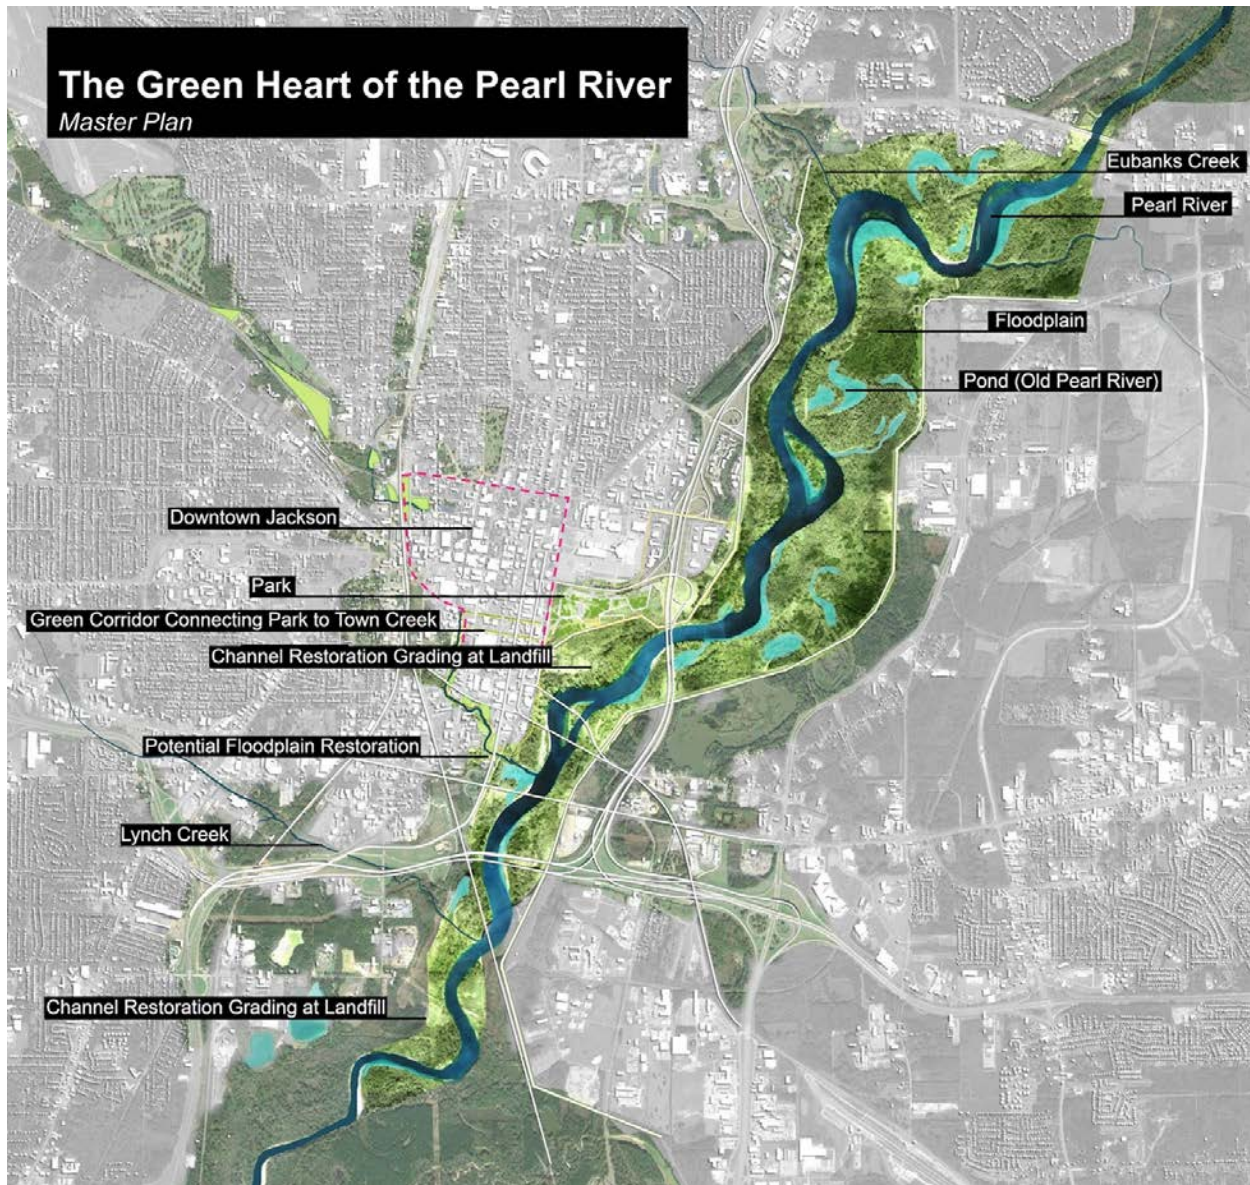 The Green Heart of the Pearl River
Master Plan
Eubanks Creek
Pearl River
Floodplain
Pond (Old Pearl River)
Downtown Jackson
Park
Green Corridor Connecting Park to Town Creek
Channel Restoration Grading at Landfill
Potential Floodplain Restoration
Lynch Creek
Channel Restoration Grading at Landfill